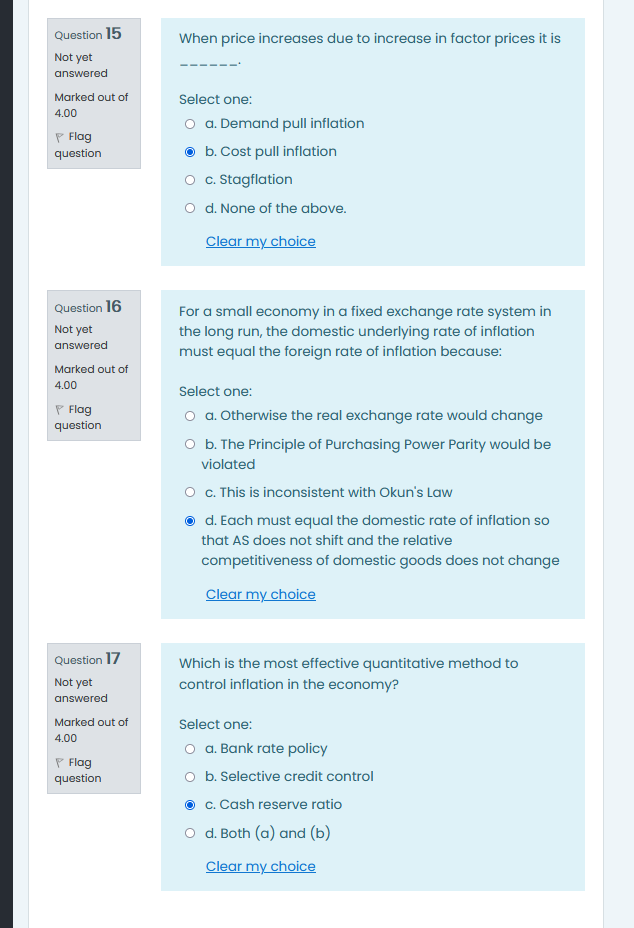 Question 15
Not yet
answered
Marked out of
4.00
Flag
question
When price increases due to increase in factor prices it is
______.
Select one:
a. Demand pull inflation
b. Cost pull inflation
c. Stagflation
d. None of the above.
Clear my choice
Question 16
Not yet
answered
Marked out of
4.00
Flag
question
For a small economy in a fixed exchange rate system in
the long run, the domestic underlying rate of inflation
must equal the foreign rate of inflation because:
Select one:
a. Otherwise the real exchange rate would change
b. The Principle of Purchasing Power Parity would be
violated
c. This is inconsistent with Okun's Law
d. Each must equal the domestic rate of inflation so
that AS does not shift and the relative
competitiveness of domestic goods does not change
Clear my choice
Question 17
Not yet
answered
Marked out of
4.00
Flag
question
Which is the most effective quantitative method to
control inflation in the economy?
Select one:
a. Bank rate policy
b. Selective credit control
c. Cash reserve ratio
d. Both (a) and (b)
Clear my choice